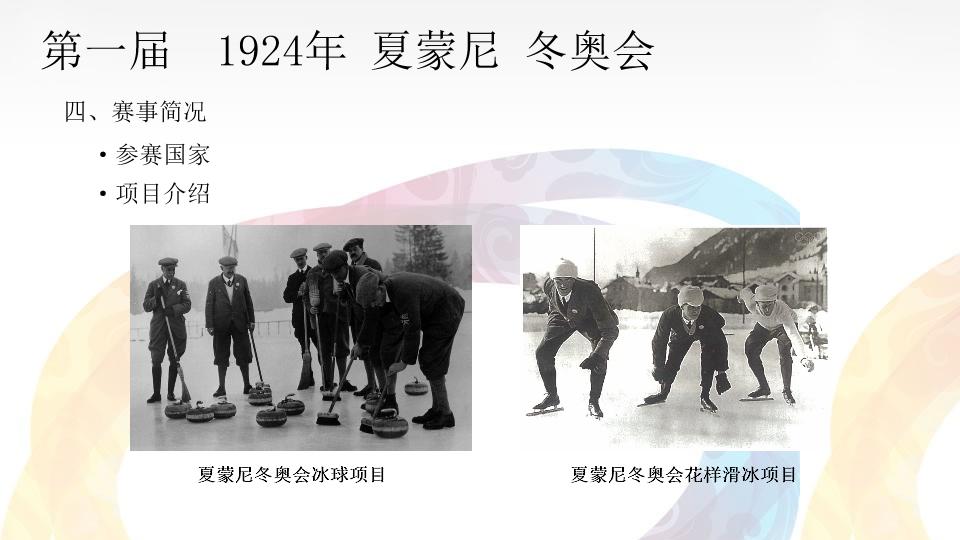 第一届 1924年 夏蒙尼 冬奥会
四、赛事简况
• 参赛国家
• 项目介绍
夏蒙尼冬奥会冰球项目
夏蒙尼冬奥会花样滑冰项目